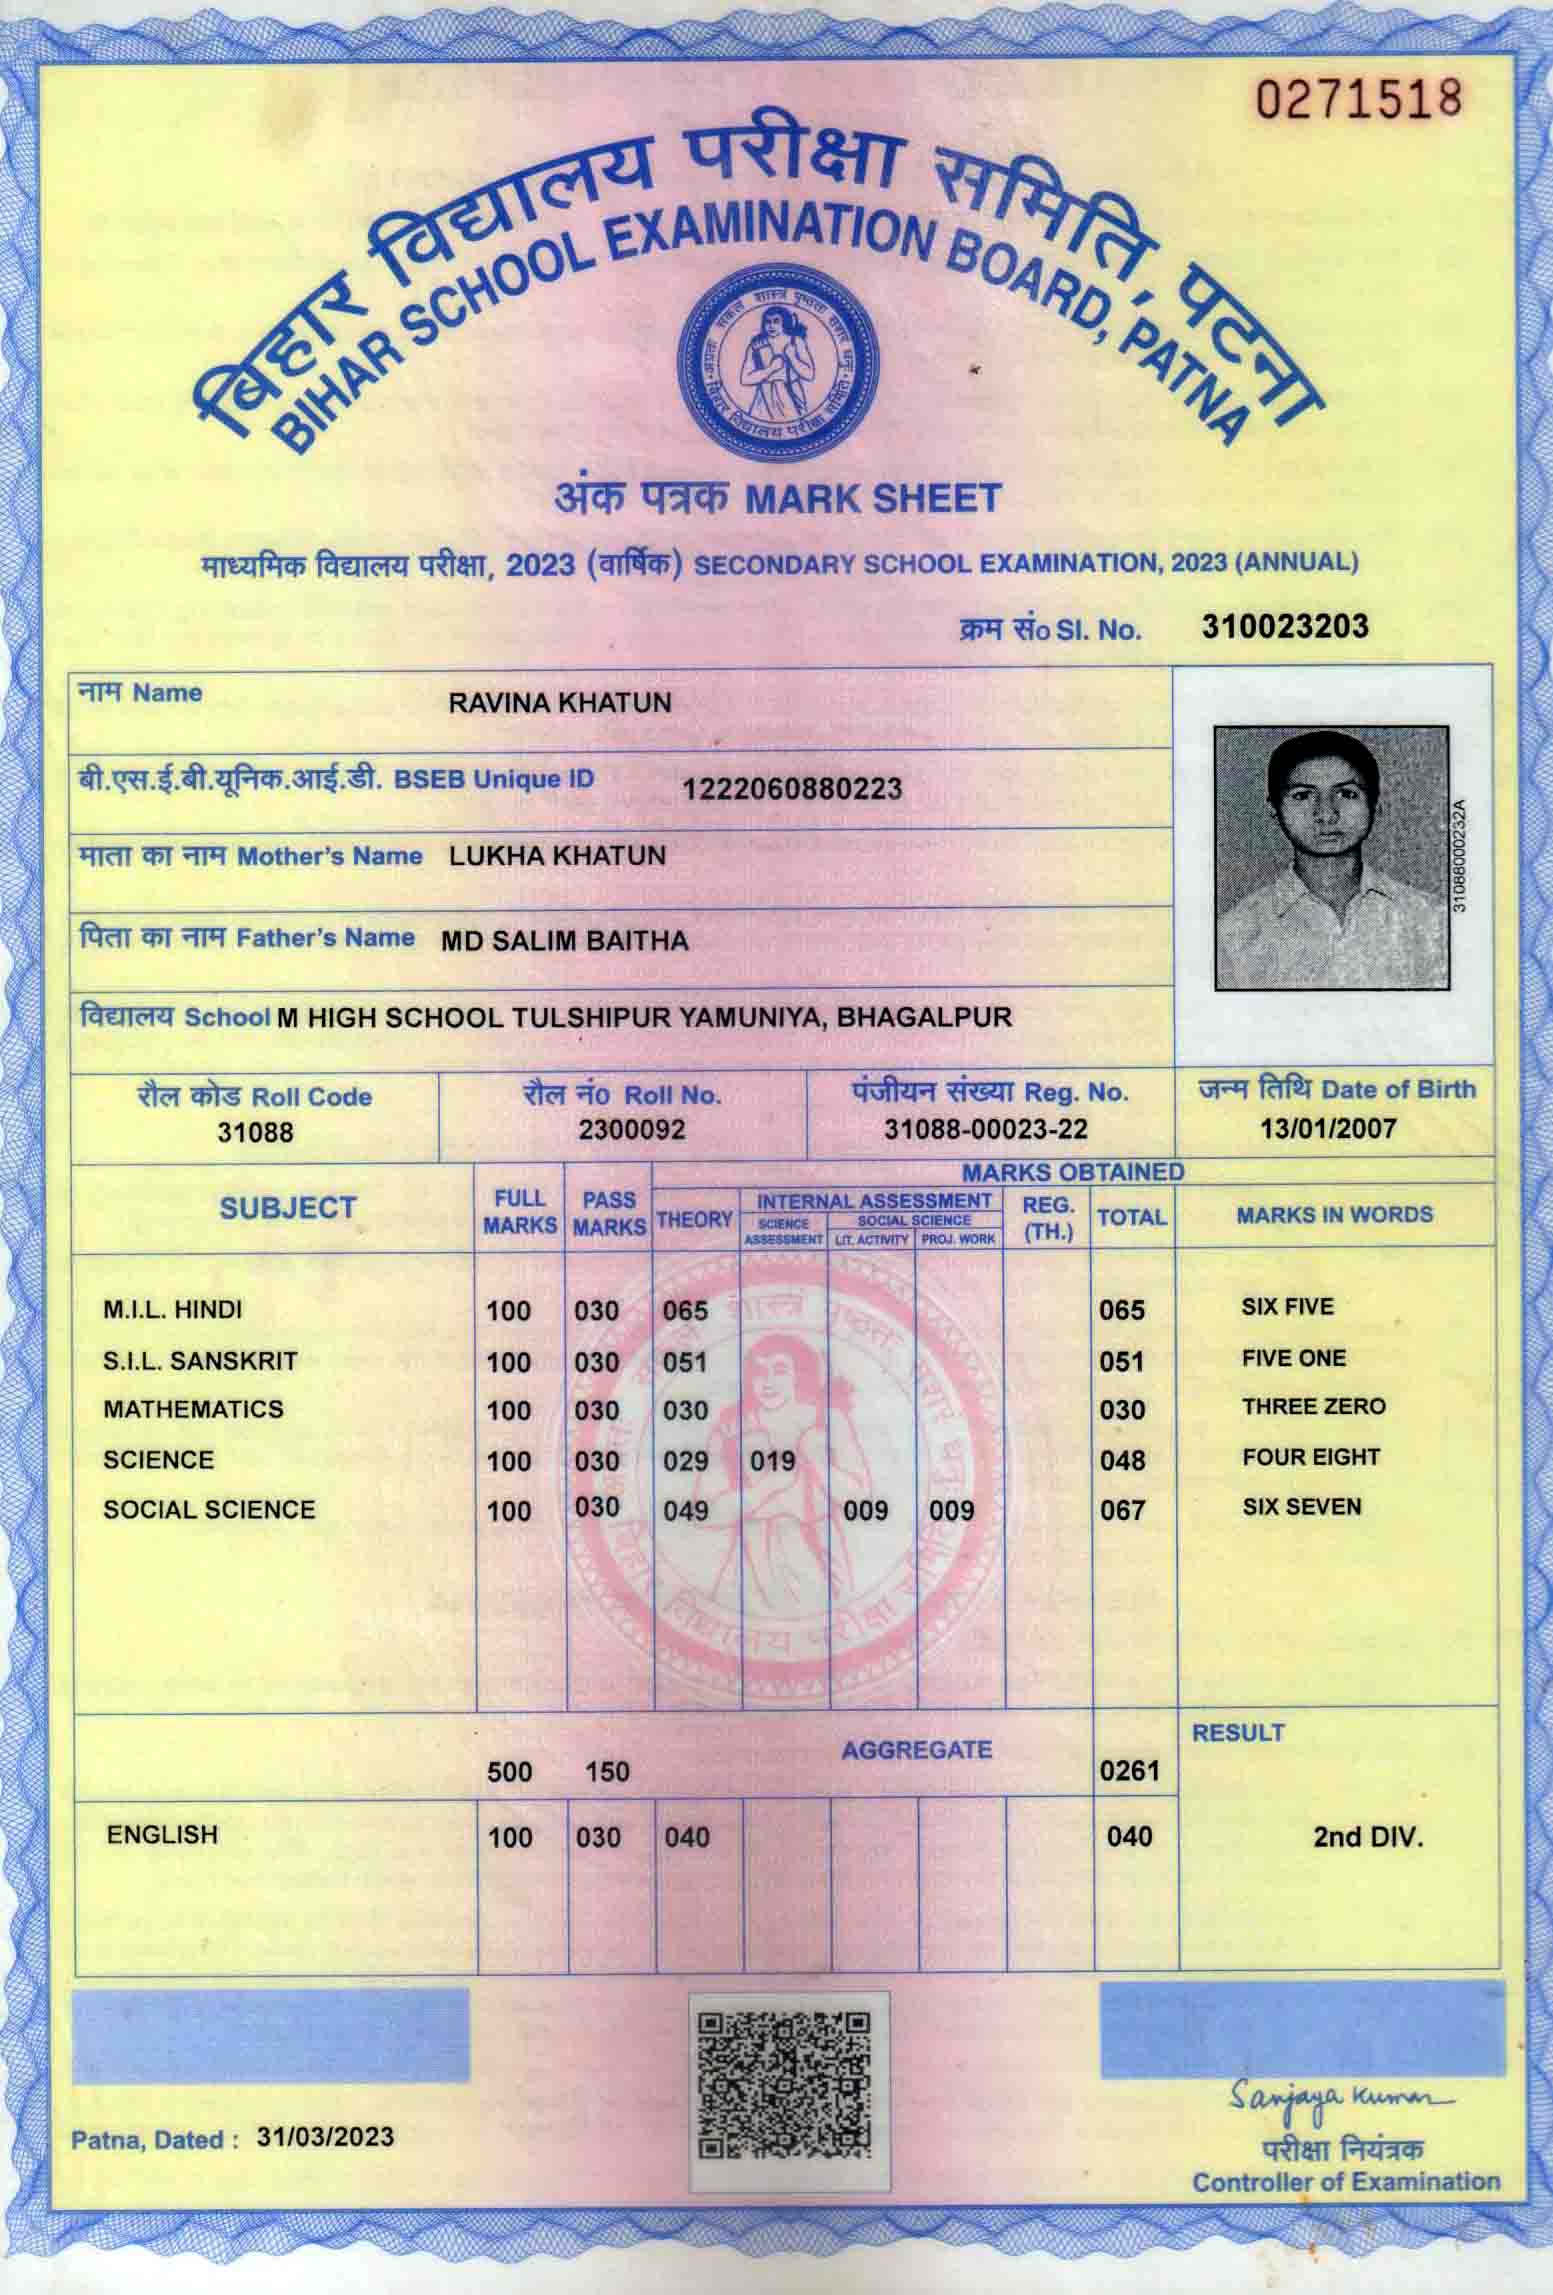 0271518
बिहार विद्यालय परीक्षा समिति, पटना
BIHAR SCHOOL EXAMINATION BOARD, PATNA
अंक पत्रक MARK SHEET
माध्यमिक विद्यालय परीक्षा, 2023 (वार्षिक) SECONDARY SCHOOL EXAMINATION, 2023 (ANNUAL)
क्रम सं० Sl. No. 310023203
नाम Name RAVINA KHATUN
बी.एस.ई.बी.यूनिक.आई.डी. BSEB Unique ID 1222060880223
माता का नाम Mother's Name LUKHA KHATUN
पिता का नाम Father's Name MD SALIM BAITHA
विद्यालय School M HIGH SCHOOL TULSHIPUR YAMUNIYA, BHAGALPUR
310880000232A
रौल कोड Roll Code रौल नं० Roll No. पंजीयन संख्या Reg. No. जन्म तिथि Date of Birth
31088 2300092 31088-00023-22 13/01/2007
MARKS OBTAINED
SUBJECT FULL MARKS PASS MARKS THEORY INTERNAL ASSESSMENT REG. (TH.) TOTAL MARKS IN WORDS
SCIENCE ASSESSMENT SOCIAL SCIENCE
LIT. ACTIVITY PROJ. WORK
M.I.L. HINDI 100 030 065 065 SIX FIVE
S.I.L. SANSKRIT 100 030 051 051 FIVE ONE
MATHEMATICS 100 030 030 030 THREE ZERO
SCIENCE 100 030 029 019 048 FOUR EIGHT
SOCIAL SCIENCE 100 030 049 009 009 067 SIX SEVEN
AGGREGATE RESULT
500 150 0261
ENGLISH 100 030 040 040 2nd DIV.
Sanjaya Kumar
Patna, Dated : 31/03/2023
परीक्षा नियंत्रक
Controller of Examination